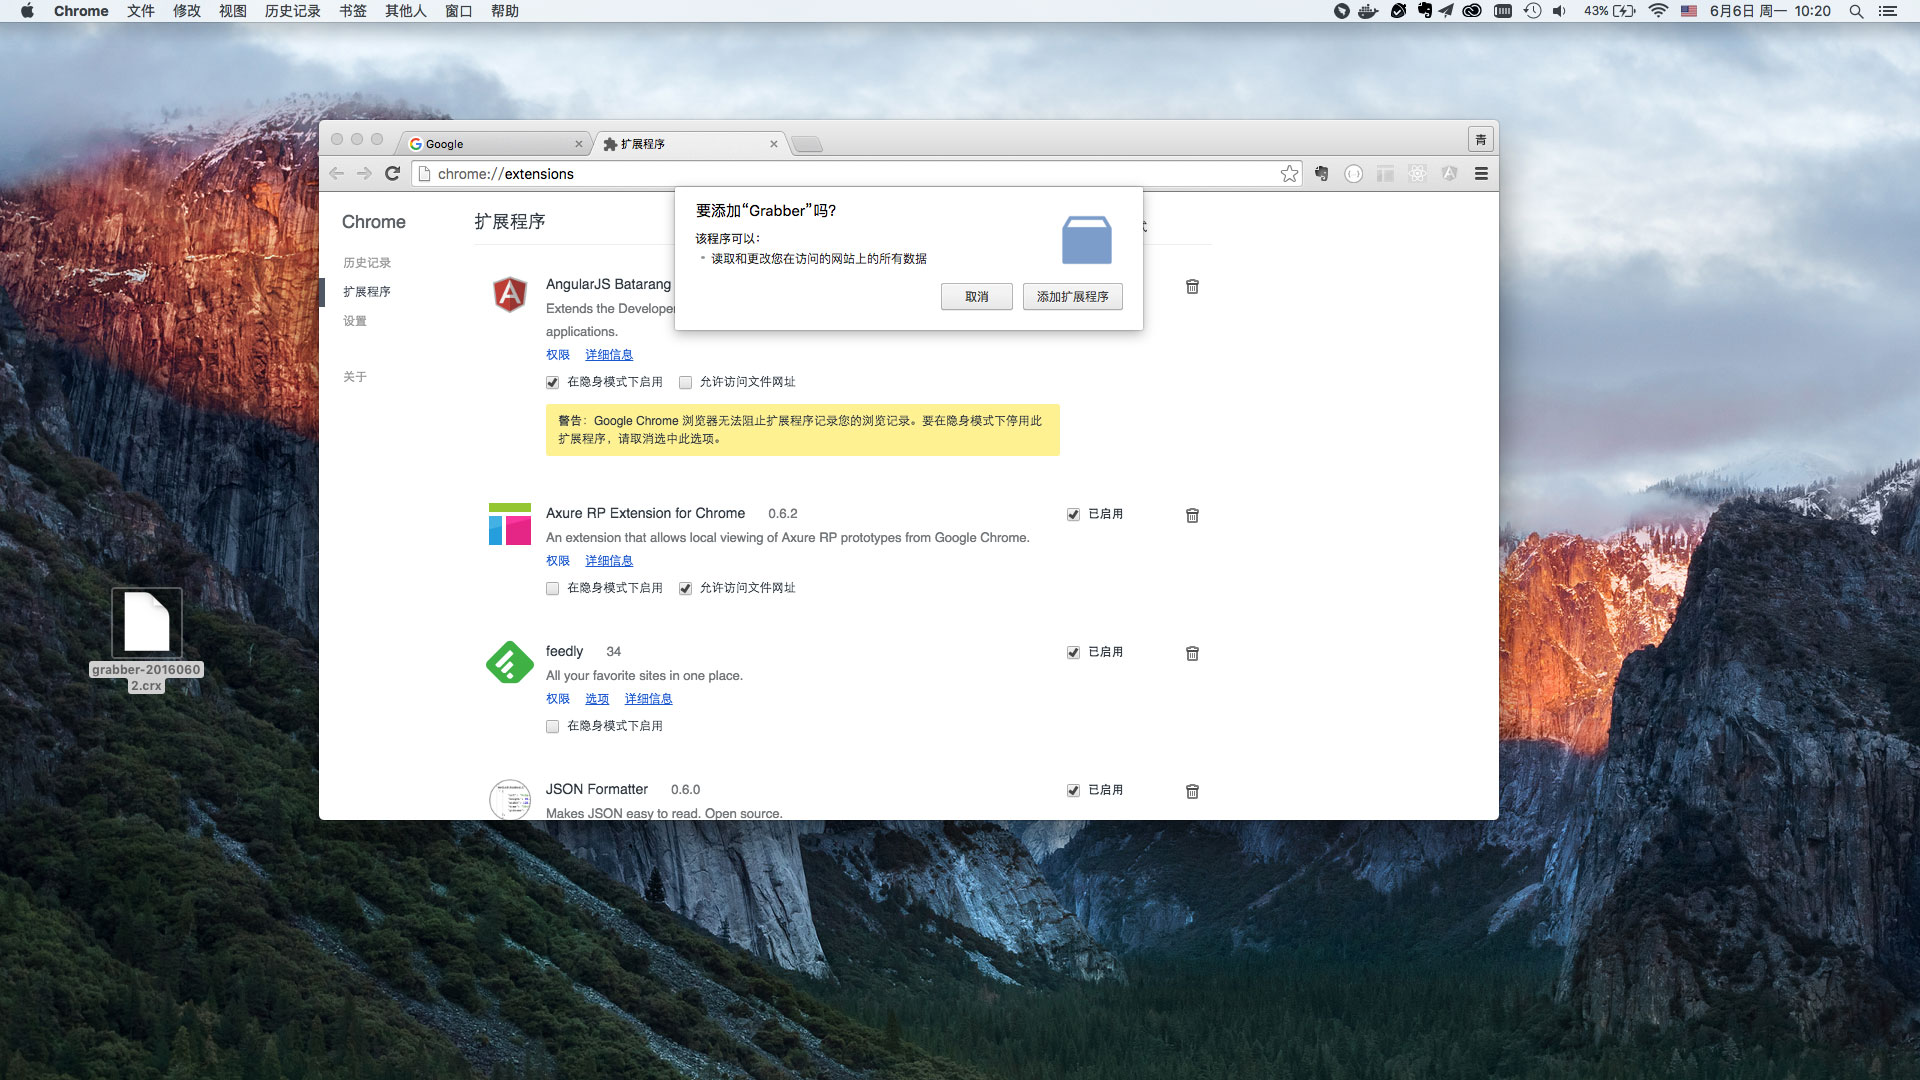 Chrome 文件 修改 视图 历史记录 书签 其他人 窗口 帮助
43% 6月6日 周一 10:20
Google
扩展程序
青
chrome://extensions
Chrome
历史记录
扩展程序
设置
关于
扩展程序
要添加“Grabber”吗?
该程序可以:
• 读取和更改您在访问的网站上的所有数据
取消
添加扩展程序
AngularJS Batarang
Extends the Developer
applications.
权限 详细信息
在隐身模式下启用 允许访问文件网址
警告: Google Chrome 浏览器无法阻止扩展程序记录您的浏览记录。要在隐身模式下停用此
扩展程序，请取消选中此选项。
Axure RP Extension for Chrome 0.6.2 已启用
An extension that allows local viewing of Axure RP prototypes from Google Chrome.
权限 详细信息
在隐身模式下启用 允许访问文件网址
feedly 34 已启用
All your favorite sites in one place.
权限 选项 详细信息
在隐身模式下启用
JSON Formatter 0.6.0 已启用
Makes JSON easy to read. Open source.
grabber-2016060
2.crx